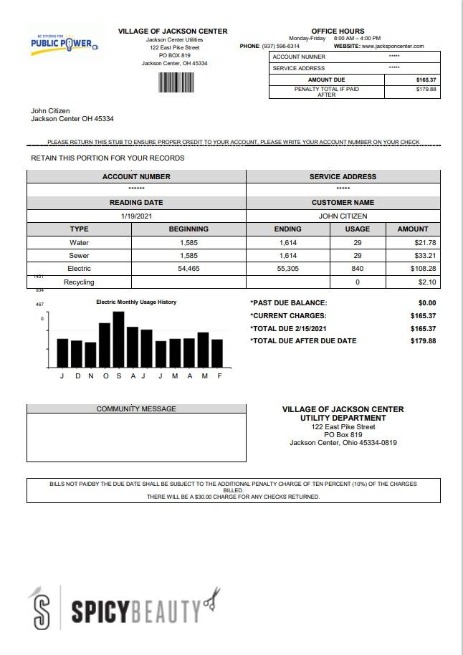 PUBLIC POWER
VILLAGE OF JACKSON CENTER
Jackson Center Utilities
122 East Pike Street
PO BOX 819
Jackson Center, OH 45334
OFFICE HOURS
Monday-Friday 8:00 AM – 4:00 PM
PHONE: (937) 596-6314 WEBSITE: www.jacksoncenter.com
ACCOUNT NUMNER *****
SERVICE ADDRESS *****
AMOUNT DUE $165.37
PENALTY TOTAL IF PAID $179.88
AFTER
John Citizen
Jackson Center OH 45334
PLEASE RETURN THIS STUB TO ENSURE PROPER CREDIT TO YOUR ACCOUNT, PLEASE WRITE YOUR ACCOUNT NUMBER ON YOUR CHECK
RETAIN THIS PORTION FOR YOUR RECORDS
ACCOUNT NUMBER SERVICE ADDRESS
****** *****
READING DATE CUSTOMER NAME
1/19/2021 JOHN CITIZEN
TYPE BEGINNING ENDING USAGE AMOUNT
Water 1,585 1,614 29 $21.78
Sewer 1,585 1,614 29 $33.21
Electric 54,465 55,305 840 $108.28
Recycling 0 $2.10
467
0
Electric Monthly Usage History
J D N O S A J J M A M F
*PAST DUE BALANCE: $0.00
*CURRENT CHARGES: $165.37
*TOTAL DUE 2/15/2021 $165.37
*TOTAL DUE AFTER DUE DATE $179.88
COMMUNITY MESSAGE
VILLAGE OF JACKSON CENTER
UTILITY DEPARTMENT
122 East Pike Street
PO Box 819
Jackson Center, Ohio 45334-0819
BILLS NOT PAIDBY THE DUE DATE SHALL BE SUBJECT TO THE ADDITIONAL PENALTY CHARGE OF TEN PERCENT (10%) OF THE CHARGES
BILLED.
THERE WILL BE A $30.00 CHARGE FOR ANY CHECKS RETURNED.
S SPICYBEAUTY